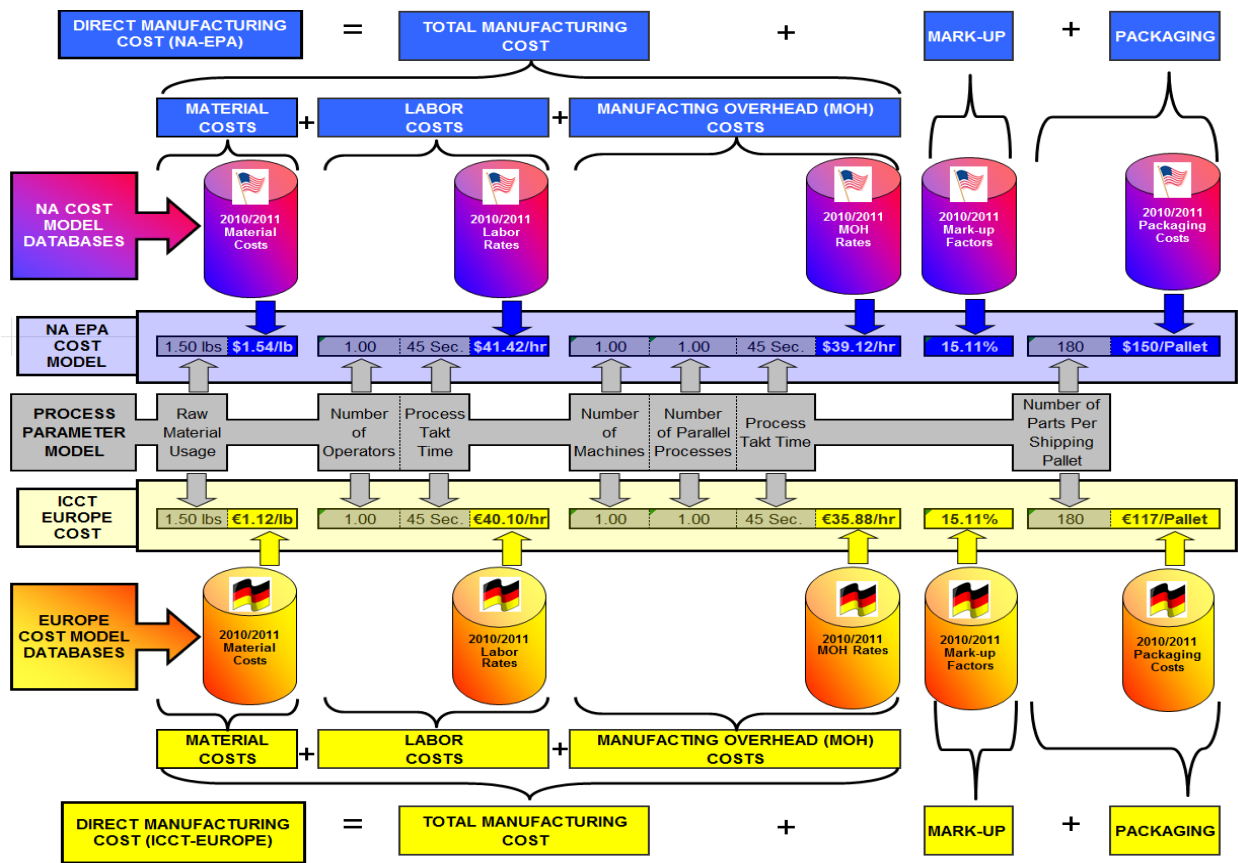 DIRECT MANUFACTURING
COST (NA-EPA)
=
TOTAL MANUFACTURING
COST
+
MARK-UP
+
PACKAGING
MATERIAL
COSTS
+
LABOR
COSTS
+
MANUFACTING OVERHEAD (MOH)
COSTS
NA COST
MODEL
DATABASES
2010/2011
Material
Costs
2010/2011
Labor
Rates
2010/2011
MOH
Rates
2010/2011
Mark-up
Factors
2010/2011
Packaging
Costs
NA EPA
COST
MODEL
1.50 lbs $1.54/lb 1.00 45 Sec. $41.42/hr 1.00 1.00 45 Sec. $39.12/hr 15.11% 180 $150/Pallet
PROCESS
PARAMETER
MODEL
Raw
Material
Usage
Number
of
Operators
Process
Takt
Time
Number
of
Machines
Number
of Parallel
Processes
Process
Takt Time
Number of
Parts Per
Shipping
Pallet
ICCT
EUROPE
COST
1.50 lbs €1.12/lb 1.00 45 Sec. €40.10/hr 1.00 1.00 45 Sec. €35.88/hr 15.11% 180 €117/Pallet
EUROPE
COST MODEL
DATABASES
2010/2011
Material
Costs
2010/2011
Labor
Rates
2010/2011
MOH Rates
2010/2011
Mark-up
Factors
2010/2011
Packaging
Costs
MATERIAL
COSTS
+
LABOR
COSTS
+
MANUFACTING OVERHEAD (MOH)
COSTS
DIRECT MANUFACTURING
COST (ICCT-EUROPE)
=
TOTAL MANUFACTURING
COST
+
MARK-UP
+
PACKAGING